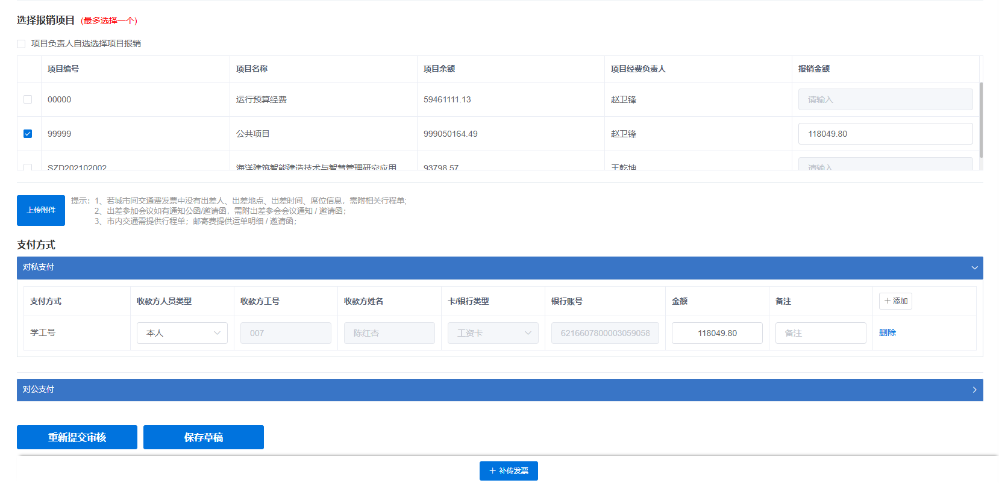 选择报销项目 (最多选择一个)
项目负责人自选选择项目报销
项目编号 项目名称 项目余额 项目经费负责人 报销金额
00000 运行预算经费 59461111.13 赵卫锋 请输入
99999 公共项目 999050164.49 赵卫锋 118049.80
SZD202102002 海洋建筑智能建造技术与智慧管理研究应用 93798.57 王乾坤 请输入
上传附件
提示：1、若城市间交通费发票中没有出差人、出差地点、出差时间、席位信息，需附相关行程单;
2、出差参加会议如有通知公函/邀请函，需附出差参会会议通知 / 邀请函；
3、市内交通需提供行程单；邮寄费提供运单明细 / 邀请函；
支付方式
对私支付
支付方式 收款方人员类型 收款方工号 收款方姓名 卡/银行类型 银行账号 金额 备注 + 添加
学工号 本人 007 陈红杏 工资卡 6216607800003059058 118049.80 备注 删除
对公支付
重新提交审核 保存草稿
+ 补传发票